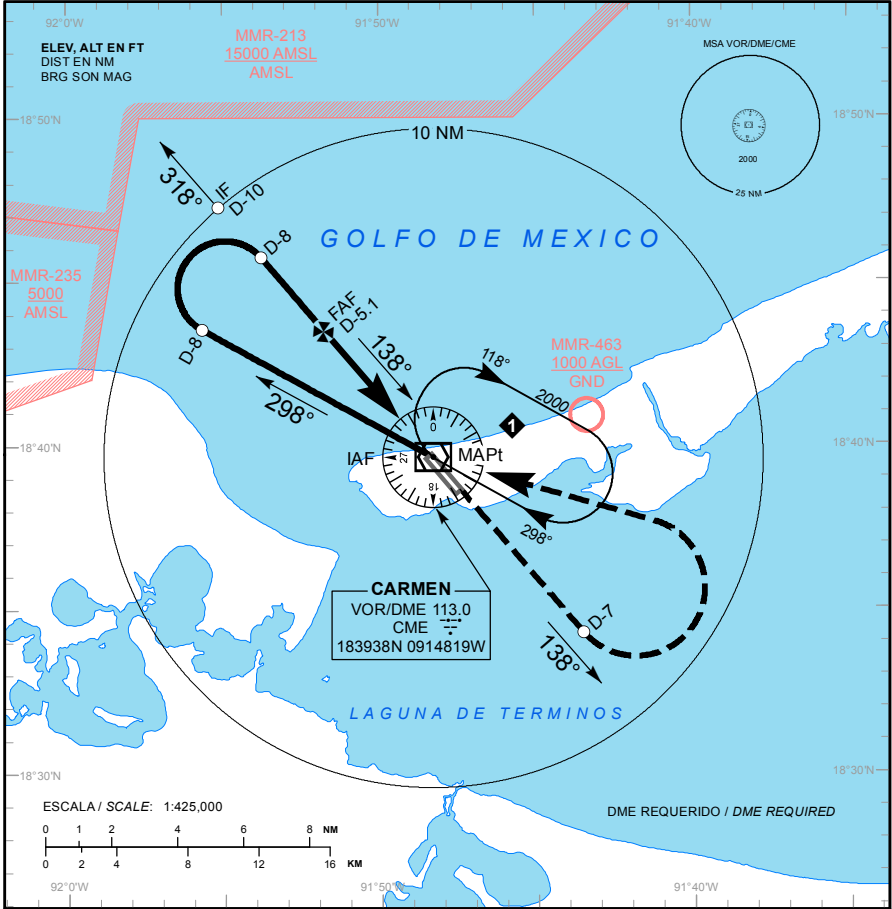 92°0'W
91°50'W
91°40'W
ELEV, ALT EN FT
DIST EN NM
BRG SON MAG
MMR-213
15000 AMSL
AMSL
MSA VOR/DME/CME
2000
25 NM
18°50'N
18°50'N
10 NM
318°
IF
D-10
GOLFO DE MEXICO
D-8
MMR-235
5000
AMSL
FAF
D-5.1
D-8
138°
298°
118°
2000
MMR-463
1000 AGL
GND
1
18°40'N
18°40'N
0
27
18
IAF
MAPt
298°
CARMEN
VOR/DME 113.0
CME
183938N 0914819W
D-7
138°
LAGUNA DE TERMINOS
18°30'N
18°30'N
ESCALA / SCALE: 1:425,000
DME REQUERIDO / DME REQUIRED
0 1 2 4 6 8 NM
0 2 4 8 12 16 KM
92°0'W
91°50'W
91°40'W